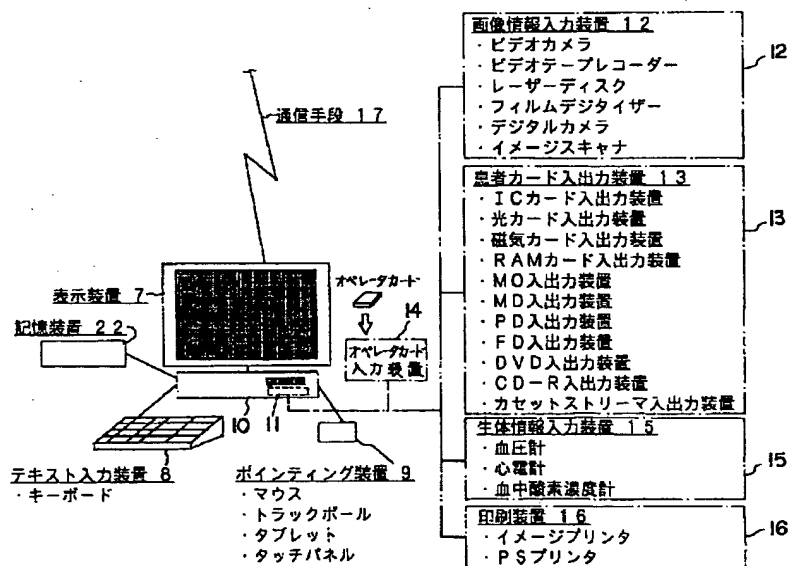 通信手段 17
表示装置 7
記憶装置 22
オペレータカード
14
オペレータカード
入力装置
10
11
テキスト入力装置 8
・キーボード
ポインティング装置 9
・マウス
・トラックボール
・タブレット
・タッチパネル
画像情報入力装置 12
・ビデオカメラ
・ビデオテープレコーダー
・レーザーディスク
・フィルムデジタイザー
・デジタルカメラ
・イメージスキャナ
12
患者カード入出力装置 13
・ICカード入出力装置
・光カード入出力装置
・磁気カード入出力装置
・RAMカード入出力装置
・MO入出力装置
・MD入出力装置
・PD入出力装置
・FD入出力装置
・DVD入出力装置
・CD-R入出力装置
・カセットストリーマ入出力装置
13
生体情報入力装置 15
・血圧計
・心電計
・血中酸素濃度計
15
印刷装置 16
・イメージプリンタ
・PSプリンタ
16